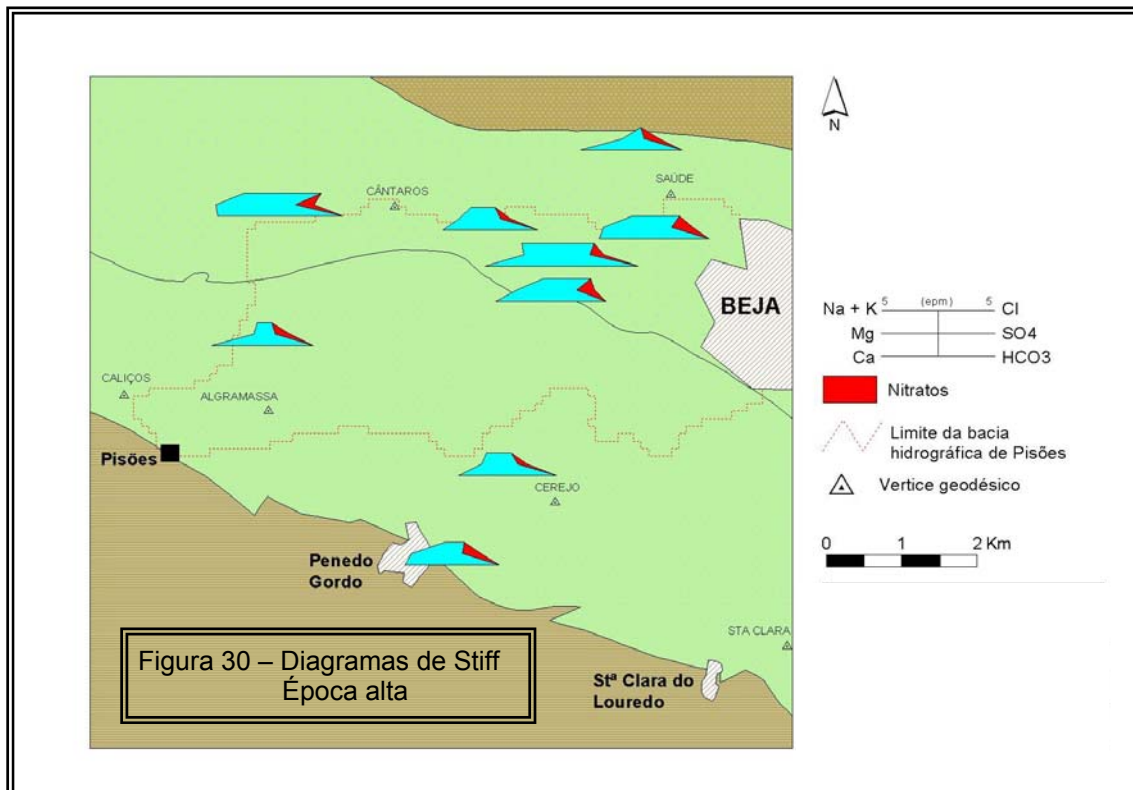 N
SAÚDE
CÂNTAROS
BEJA
CALIÇOS
ALGRAMASSA
Pisões
CEREJO
Penedo
Gordo
STA CLARA
Stª Clara do
Louredo
Figura 30 – Diagramas de Stiff
Época alta
Na + K 5 (epm) 5 Cl
Mg SO4
Ca HCO3
Nitratos
Limite da bacia
hidrográfica de Pisões
Vertice geodésico
0 1 2 Km